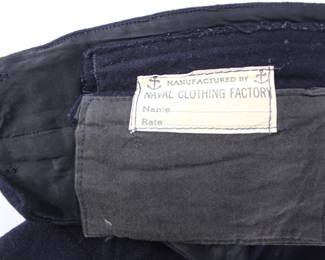 MANUFACTURED BY
NAVAL CLOTHING FACTORY
Name
Rate